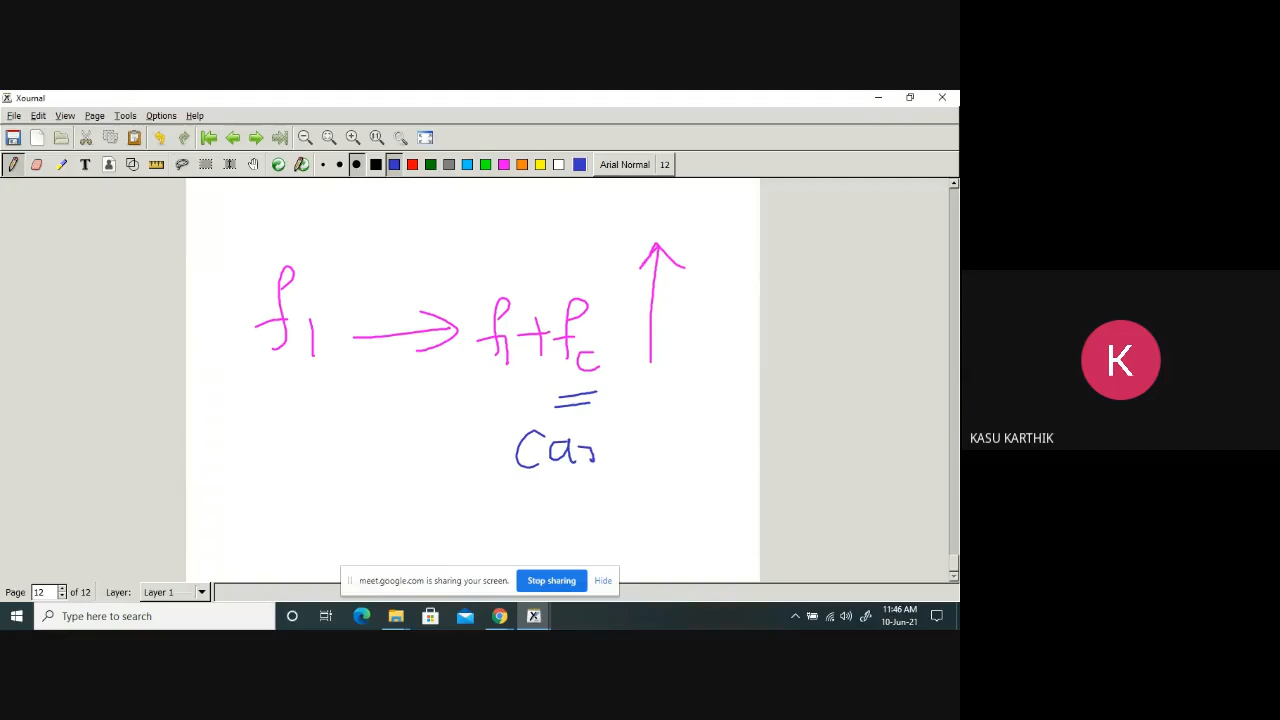 Xournal
File Edit View Page Tools Options Help
T Arial Normal 12
f1 → f1+fc ↑
Car
K
KASU KARTHIK
meet.google.com is sharing your screen. Stop sharing Hide
Page 12 of 12 Layer: Layer 1
Type here to search
11:46 AM
10-Jun-21